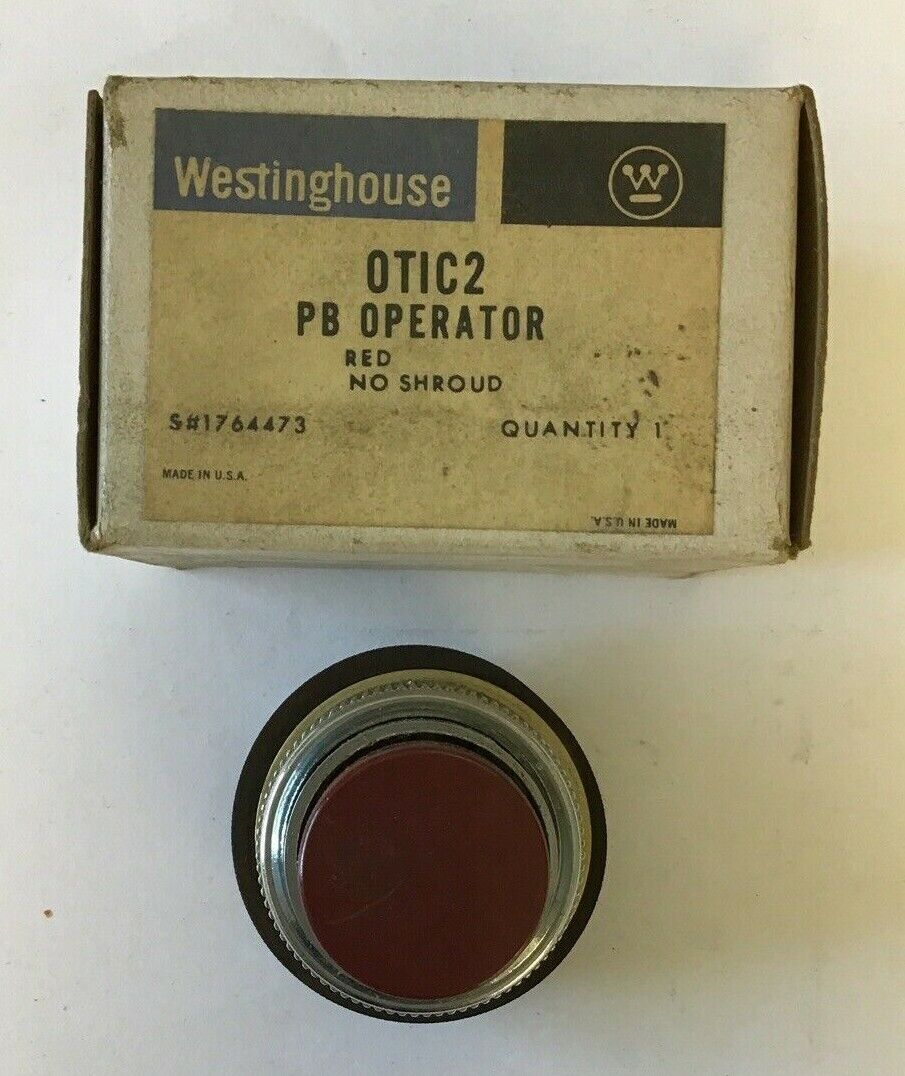 Westinghouse
W
OTIC2
PB OPERATOR
RED
NO SHROUD
S#1764473 QUANTITY 1
MADE IN U.S.A.
MADE IN U.S.A.